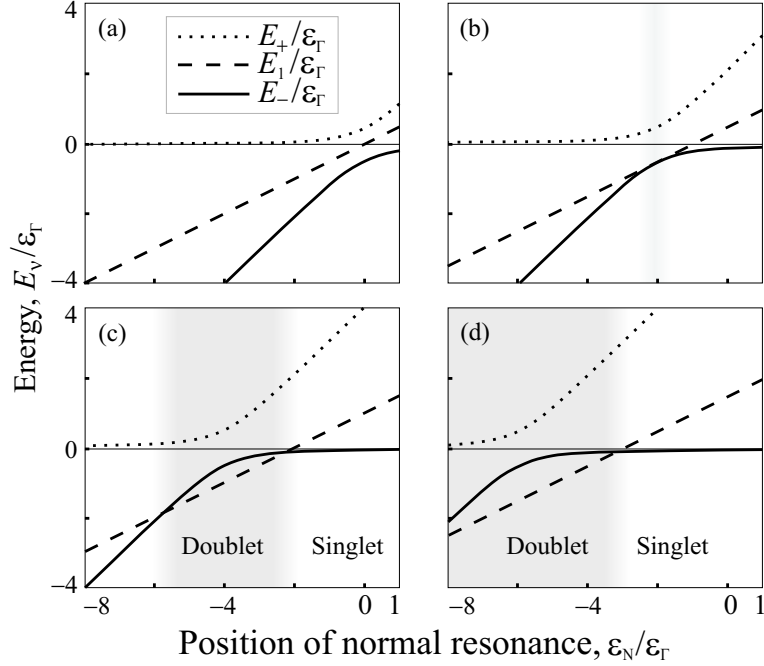 4
(a)
E₊/εΓ
E₁/εΓ
E₋/εΓ
(b)
0
−4
4
(c)
(d)
0
Doublet
Singlet
Doublet
Singlet
−4
−8
−4
0
1
−8
−4
0
1
Energy, Eᵥ/εΓ
Position of normal resonance, εN/εΓ